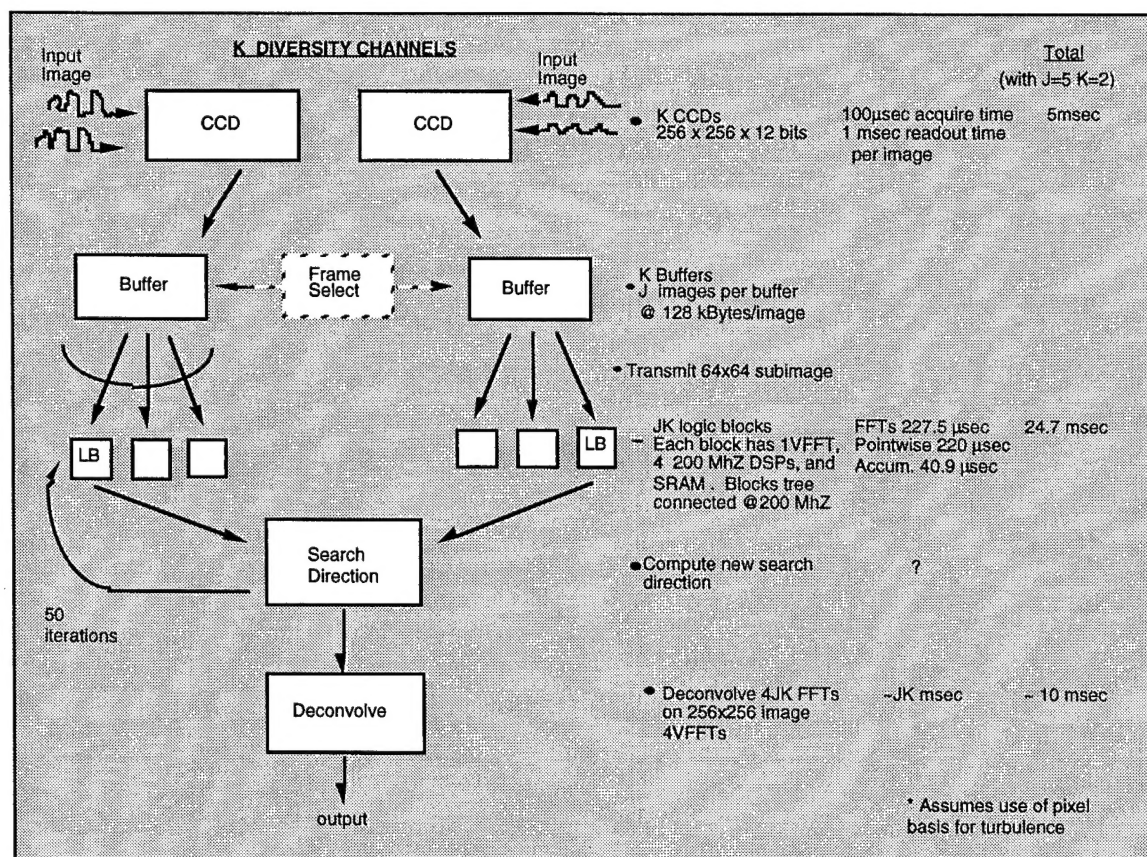 K DIVERSITY CHANNELS
Input
Image
Input
Image
Total
(with J=5 K=2)
CCD
CCD
K CCDs
256 x 256 x 12 bits
100µsec acquire time
1 msec readout time
per image
5msec
Buffer
Frame
Select
Buffer
K Buffers
J images per buffer
@ 128 kBytes/image
Transmit 64x64 subimage
LB
LB
JK logic blocks
Each block has 1VFFT,
4 200 MhZ DSPs, and
SRAM . Blocks tree
connected @200 MhZ
FFTs 227.5 µsec
Pointwise 220 µsec
Accum. 40.9 µsec
24.7 msec
Search
Direction
Compute new search
direction
?
50
iterations
Deconvolve
Deconvolve 4JK FFTs
on 256x256 image
4VFFTs
~JK msec
~ 10 msec
output
* Assumes use of pixel
basis for turbulence